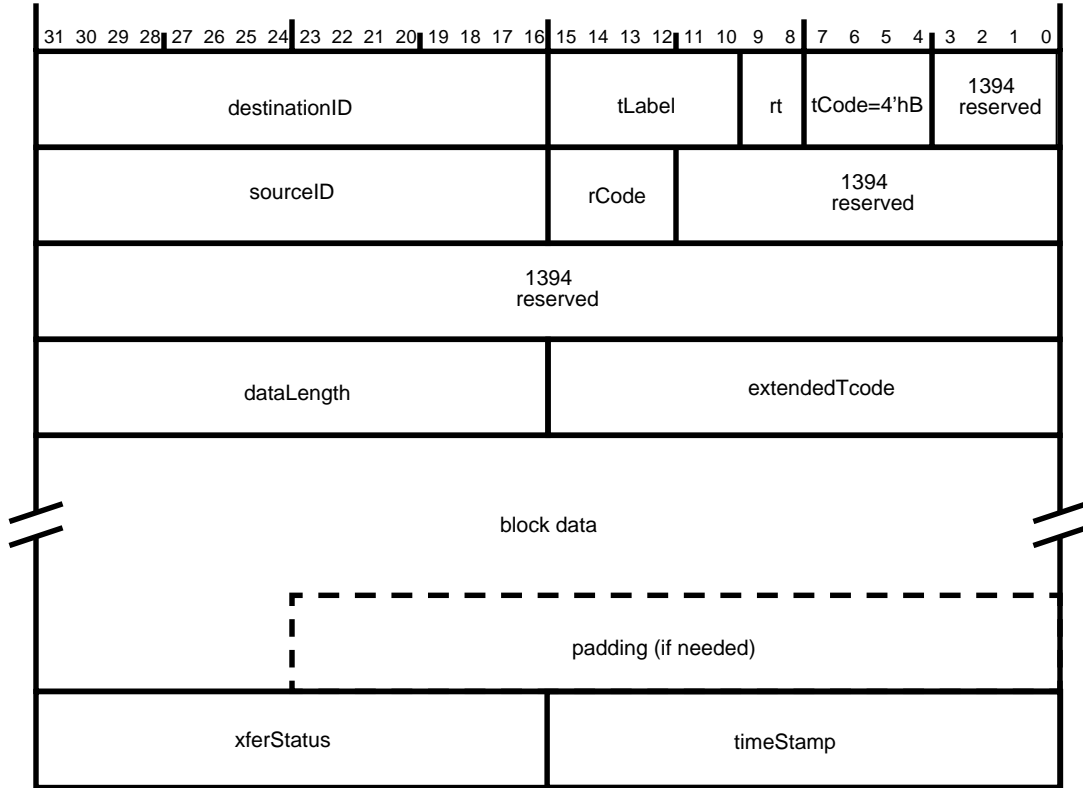 31 30 29 28 27 26 25 24 23 22 21 20 19 18 17 16 15 14 13 12 11 10 9 8 7 6 5 4 3 2 1 0
destinationID tLabel rt tCode=4'hB 1394
reserved
sourceID rCode 1394
reserved
1394
reserved
dataLength extendedTcode
block data
padding (if needed)
xferStatus timeStamp